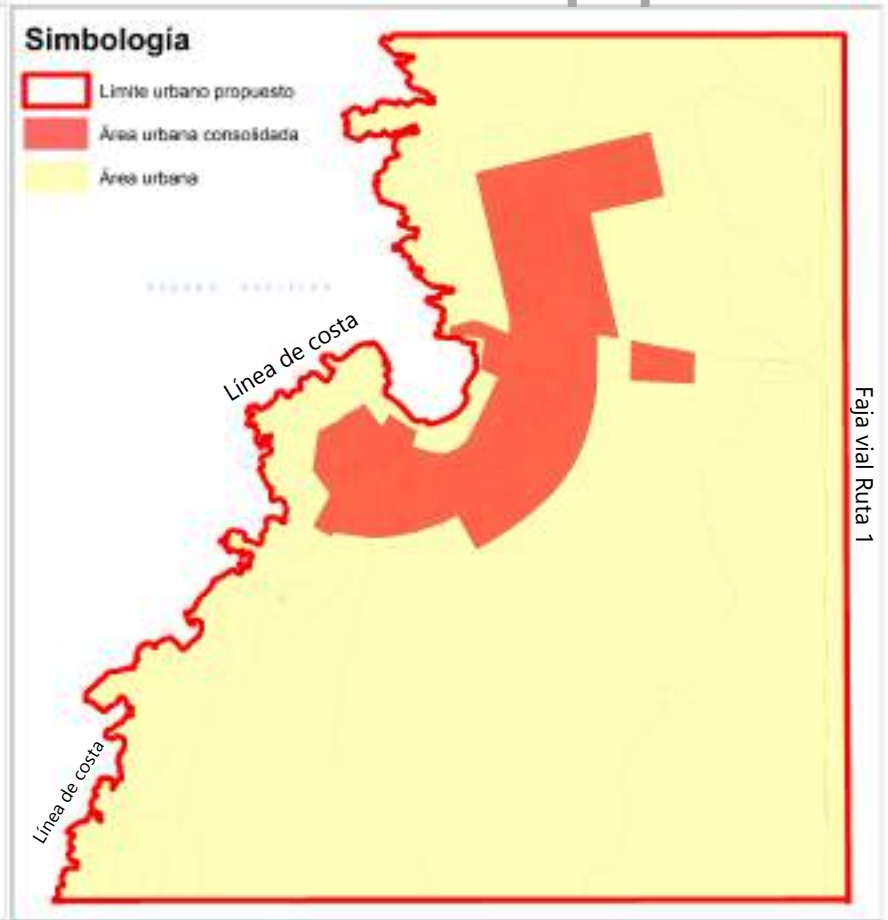 Simbología
Límite urbano propuesto
Área urbana consolidada
Área urbana
Línea de costa
Faja vial Ruta 1
Línea de costa